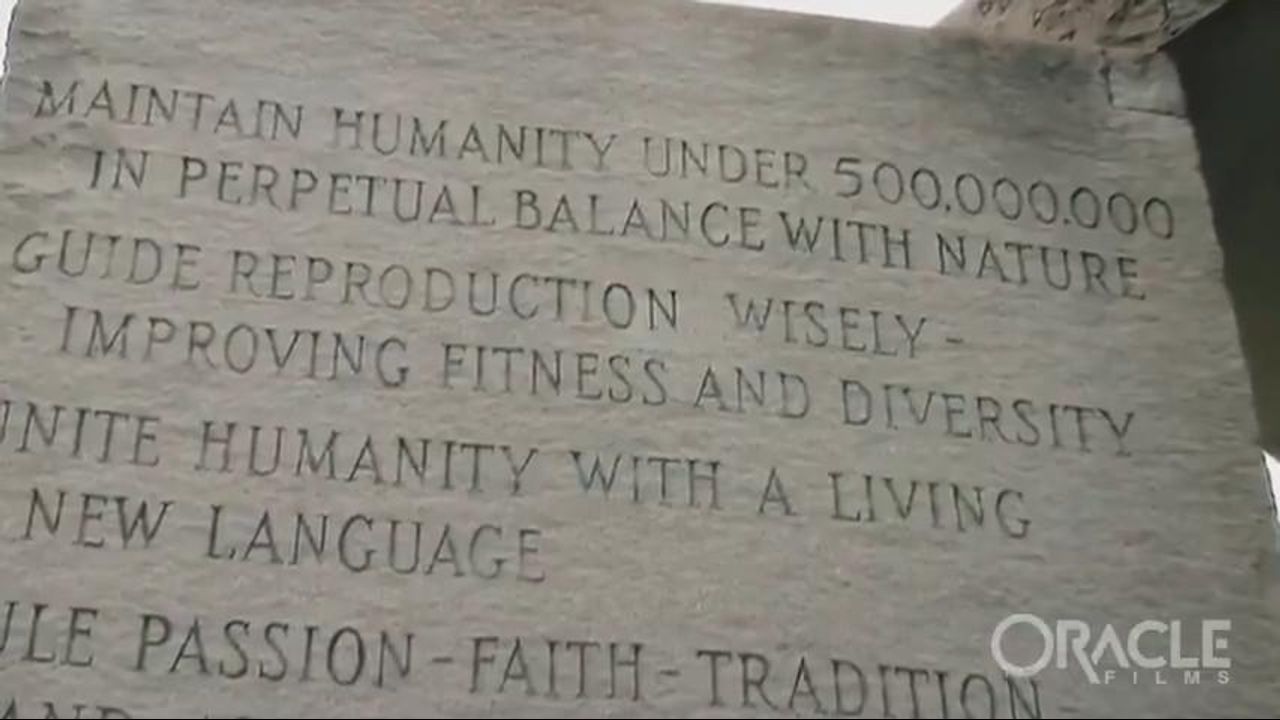 MAINTAIN HUMANITY UNDER 500,000,000
IN PERPETUAL BALANCE WITH NATURE
GUIDE REPRODUCTION WISELY -
IMPROVING FITNESS AND DIVERSITY
UNITE HUMANITY WITH A LIVING
NEW LANGUAGE
ULE PASSION - FAITH - TRADITION -
AND
ORACLE
FILMS